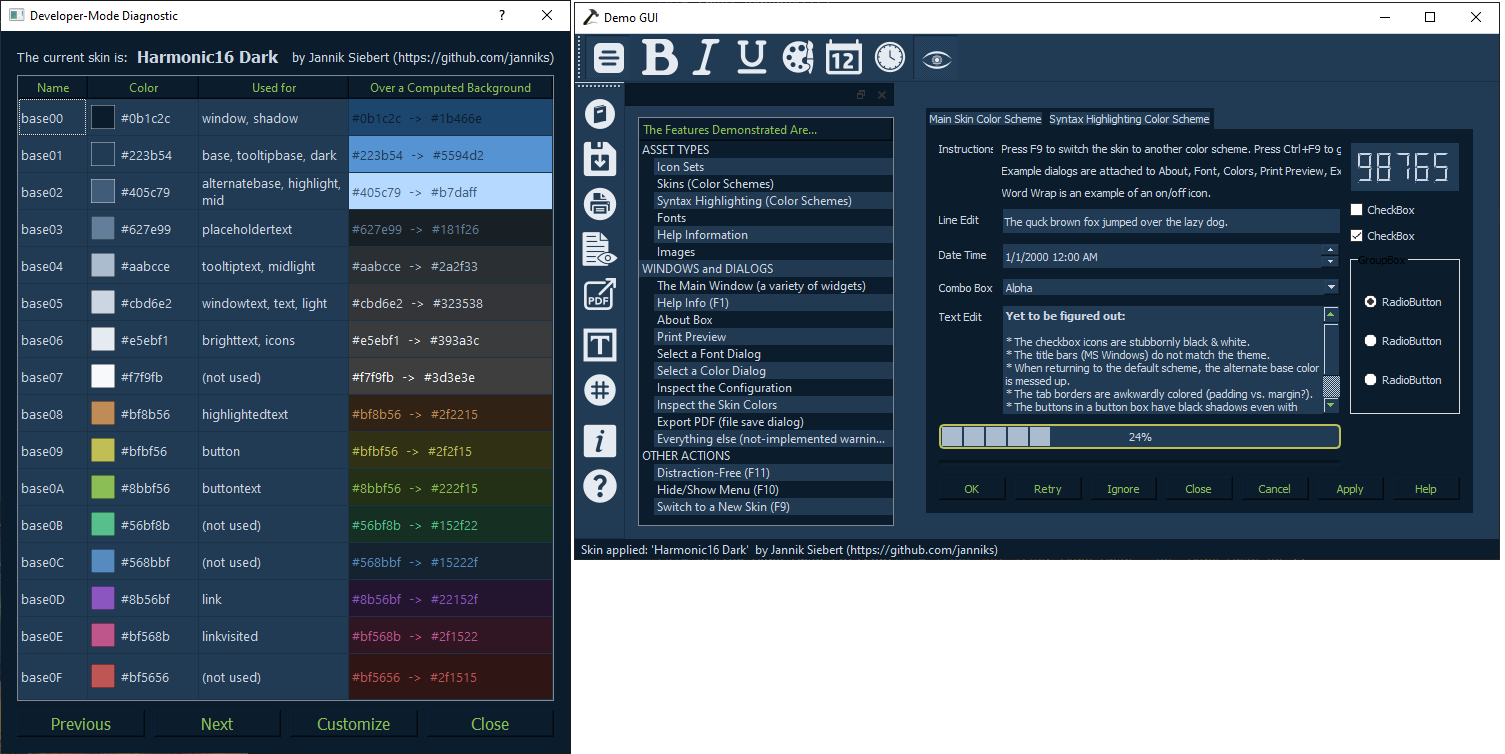 Developer-Mode Diagnostic
?
The current skin is: Harmonic16 Dark by Jannik Siebert (https://github.com/janniks)
Name Color Used for Over a Computed Background
base00 #0b1c2c window, shadow #0b1c2c -> #1b466e
base01 #223b54 base, tooltipbase, dark #223b54 -> #5594d2
base02 #405c79 alternatebase, highlight, #405c79 -> #b7daff
mid
base03 #627e99 placeholdertext #627e99 -> #181f26
base04 #aabcce tooltiptext, midlight #aabcce -> #2a2f33
base05 #cbd6e2 windowtext, text, light #cbd6e2 -> #323538
base06 #e5ebf1 brighttext, icons #e5ebf1 -> #393a3c
base07 #f7f9fb (not used) #f7f9fb -> #3d3e3e
base08 #bf8b56 highlightedtext #bf8b56 -> #2f2215
base09 #bfbf56 button #bfbf56 -> #2f2f15
base0A #8bbf56 buttontext #8bbf56 -> #222f15
base0B #56bf8b (not used) #56bf8b -> #152f22
base0C #568bbf (not used) #568bbf -> #15222f
base0D #8b56bf link #8b56bf -> #22152f
base0E #bf568b linkvisited #bf568b -> #2f1522
base0F #bf5656 (not used) #bf5656 -> #2f1515
Previous Next Customize Close
Demo GUI
B I U 12
PDF
T
#
i
?
The Features Demonstrated Are...
ASSET TYPES
Icon Sets
Skins (Color Schemes)
Syntax Highlighting (Color Schemes)
Fonts
Help Information
Images
WINDOWS and DIALOGS
The Main Window (a variety of widgets)
Help Info (F1)
About Box
Print Preview
Select a Font Dialog
Select a Color Dialog
Inspect the Configuration
Inspect the Skin Colors
Export PDF (file save dialog)
Everything else (not-implemented warnin...
OTHER ACTIONS
Distraction-Free (F11)
Hide/Show Menu (F10)
Switch to a New Skin (F9)
Main Skin Color Scheme Syntax Highlighting Color Scheme
Instructions Press F9 to switch the skin to another color scheme. Press Ctrl+F9 to g
Example dialogs are attached to About, Font, Colors, Print Preview, Ex
Word Wrap is an example of an on/off icon.
Line Edit The quck brown fox jumped over the lazy dog.
Date Time 1/1/2000 12:00 AM
Combo Box Alpha
Text Edit Yet to be figured out:
* The checkbox icons are stubbornly black & white.
* The title bars (MS Windows) do not match the theme.
* When returning to the default scheme, the alternate base color
is messed up.
* The tab borders are awkwardly colored (padding vs. margin?).
* The buttons in a button box have black shadows even with
98765
CheckBox
CheckBox
GroupBox
RadioButton
RadioButton
RadioButton
24%
OK Retry Ignore Close Cancel Apply Help
Skin applied: 'Harmonic16 Dark' by Jannik Siebert (https://github.com/janniks)